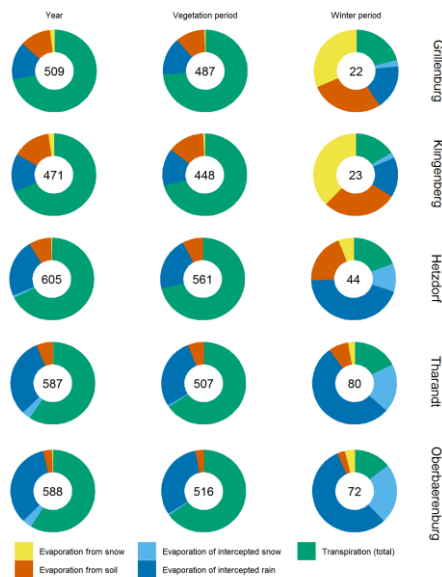 Year Vegetation period Winter period
509 487 22 Grillenburg
471 448 23 Klingenberg
605 561 44 Hetzdorf
587 507 80 Tharandt
588 516 72 Oberbaerenburg
Evaporation from snow Evaporation of intercepted snow Transpiration (total)
Evaporation from soil Evaporation of intercepted rain